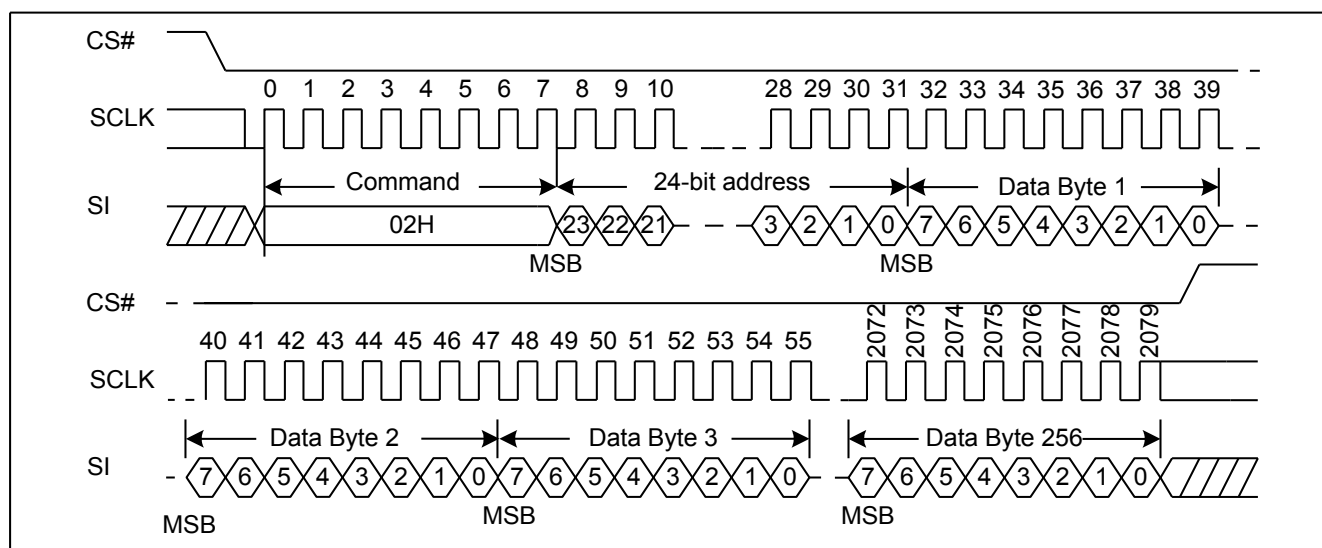 CS#
0 1 2 3 4 5 6 7 8 9 10 28 29 30 31 32 33 34 35 36 37 38 39
SCLK
Command 24-bit address Data Byte 1
SI
02H 23 22 21 3 2 1 0 7 6 5 4 3 2 1 0
MSB MSB
CS#
40 41 42 43 44 45 46 47 48 49 50 51 52 53 54 55 2072 2073 2074 2075 2076 2077 2078 2079
SCLK
Data Byte 2 Data Byte 3 Data Byte 256
SI
7 6 5 4 3 2 1 0 7 6 5 4 3 2 1 0 7 6 5 4 3 2 1 0
MSB MSB MSB